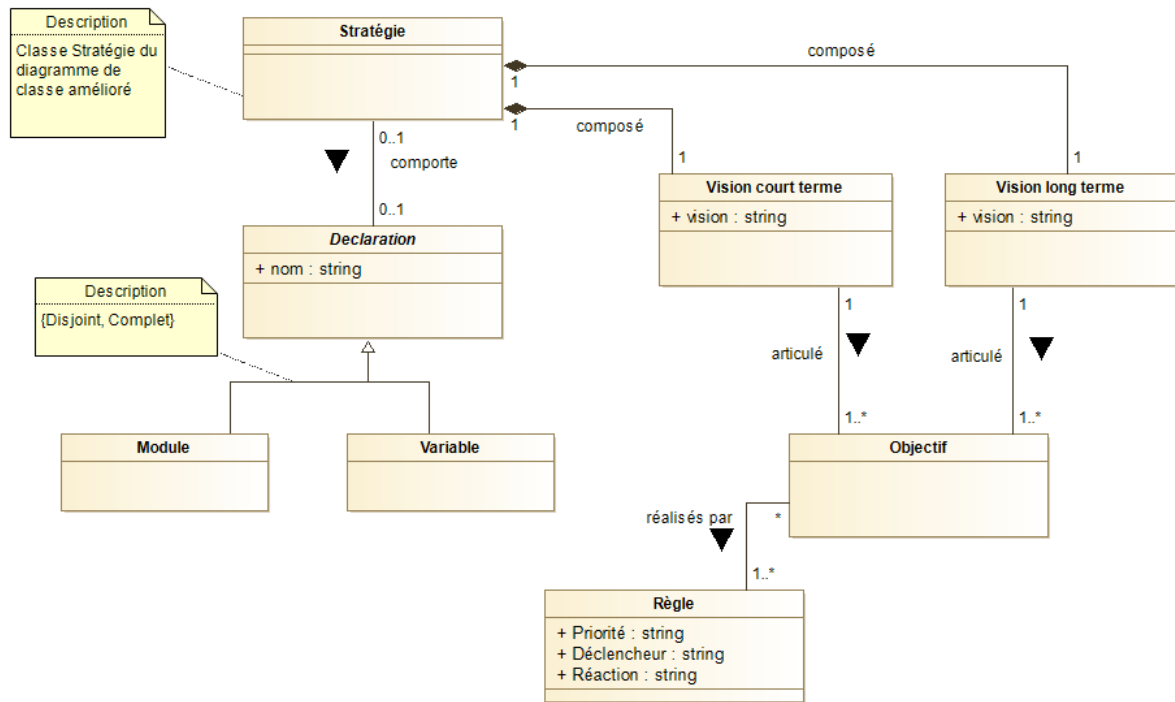 Description
Classe Stratégie du
diagramme de
classe amélioré
Stratégie
composé
1
1
composé
0..1
comporte
1
1
Vision court terme
+ vision : string
Vision long terme
+ vision : string
0..1
Declaration
+ nom : string
Description
{Disjoint, Complet}
1
1
articulé
articulé
1..*
1..*
Module
Variable
Objectif
réalisés par
*
1..*
Règle
+ Priorité : string
+ Déclencheur : string
+ Réaction : string